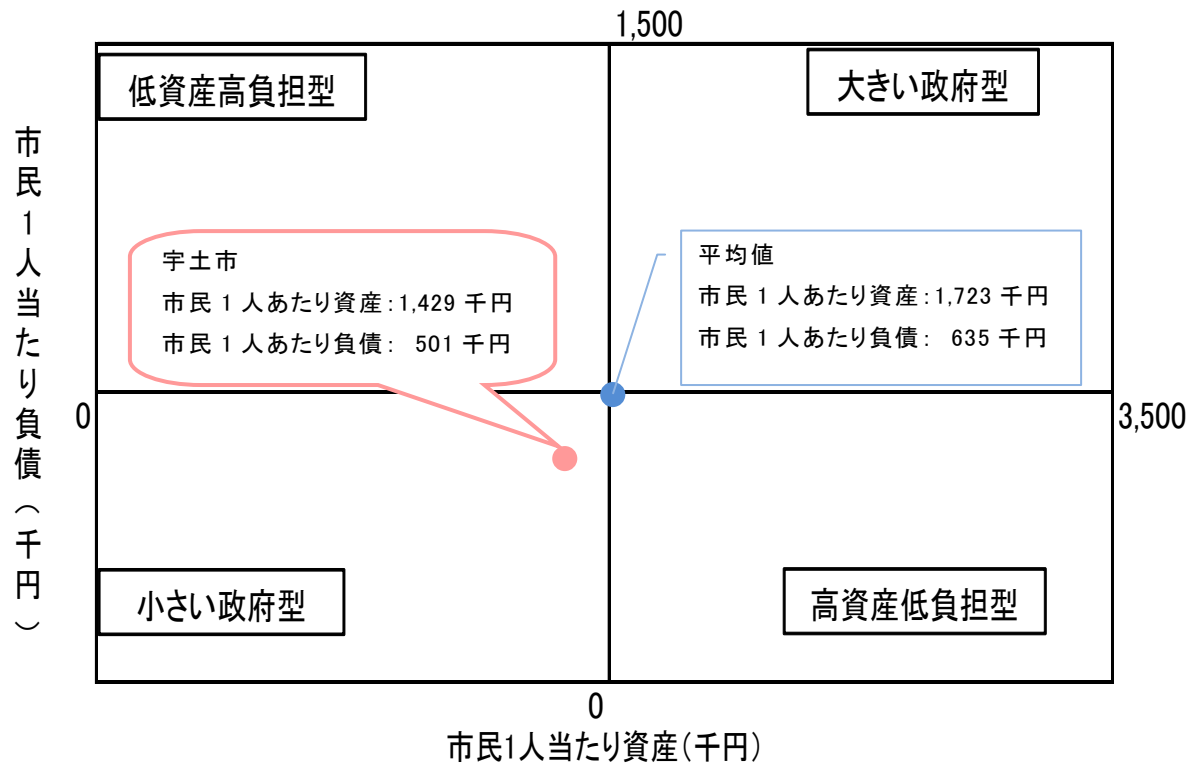 1,500
低資産高負担型
大きい政府型
市民1人当たり負債（千円）
宇土市
市民1人あたり資産：1,429 千円
市民1人あたり負債： 501 千円
平均値
市民1人あたり資産：1,723 千円
市民1人あたり負債： 635 千円
0
3,500
小さい政府型
高資産低負担型
0
市民1人当たり資産（千円）